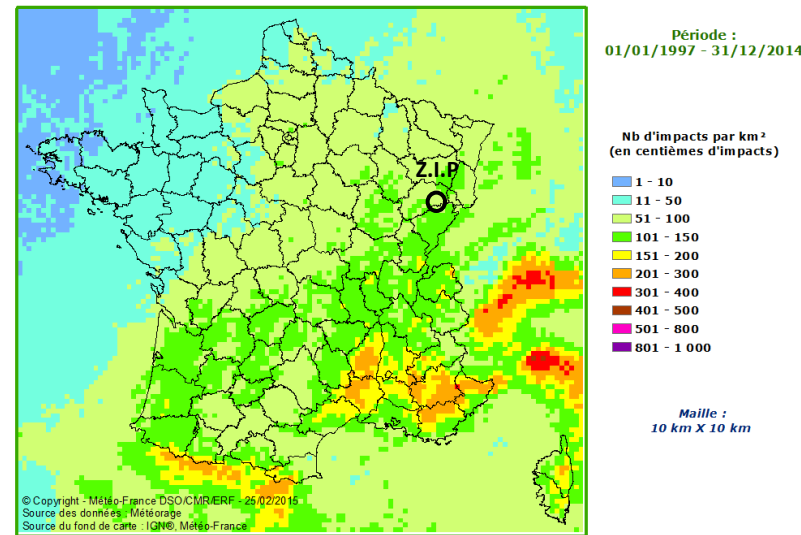 Période :
01/01/1997 - 31/12/2014
Nb d'impacts par km²
(en centièmes d'impacts)
1 - 10
11 - 50
51 - 100
101 - 150
151 - 200
201 - 300
301 - 400
401 - 500
501 - 800
801 - 1 000
Maille :
10 km X 10 km
Z.I.P
© Copyright - Météo-France DSO/CMR/ERF - 25/02/2015
Source des données : Météorage
Source du fond de carte : IGN®, Météo-France